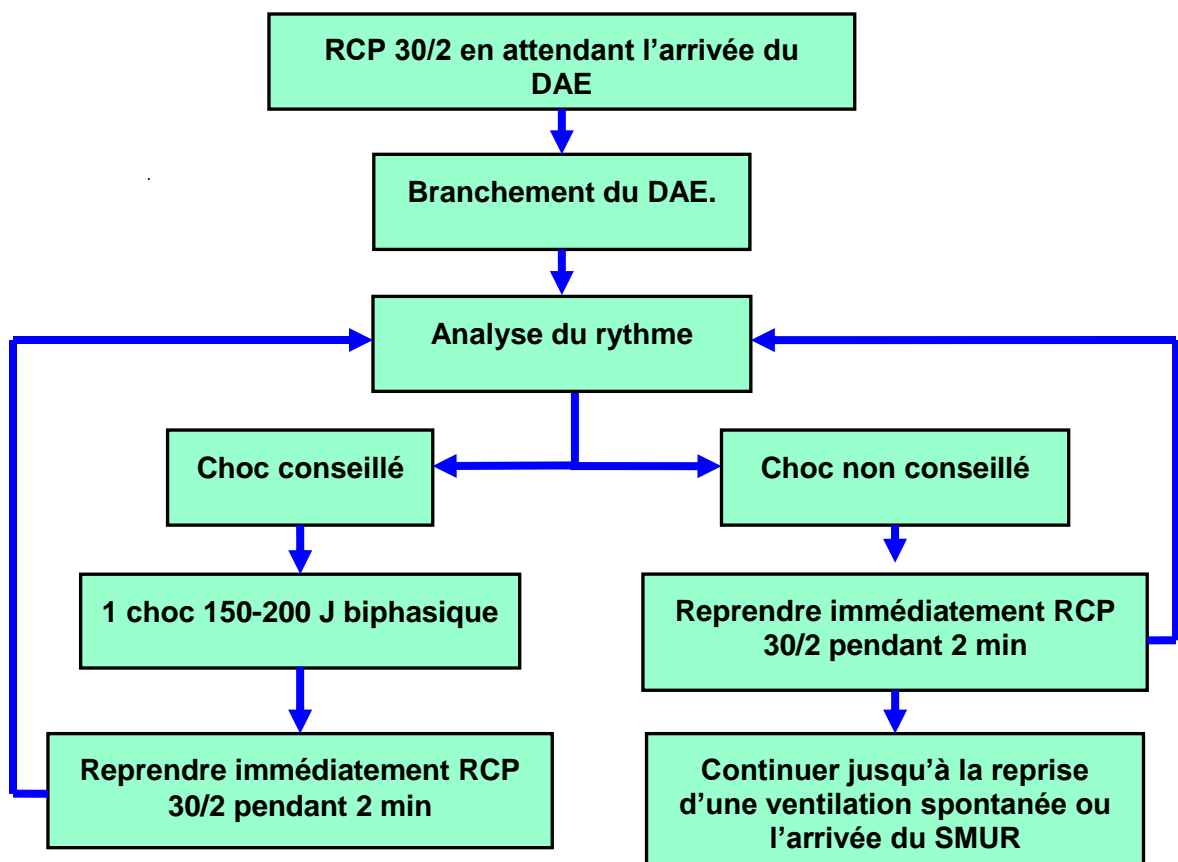 RCP 30/2 en attendant l’arrivée du
DAE
Branchement du DAE.
Analyse du rythme
Choc conseillé
Choc non conseillé
1 choc 150-200 J biphasique
Reprendre immédiatement RCP
30/2 pendant 2 min
Reprendre immédiatement RCP
30/2 pendant 2 min
Continuer jusqu’à la reprise
d’une ventilation spontanée ou
l’arrivée du SMUR